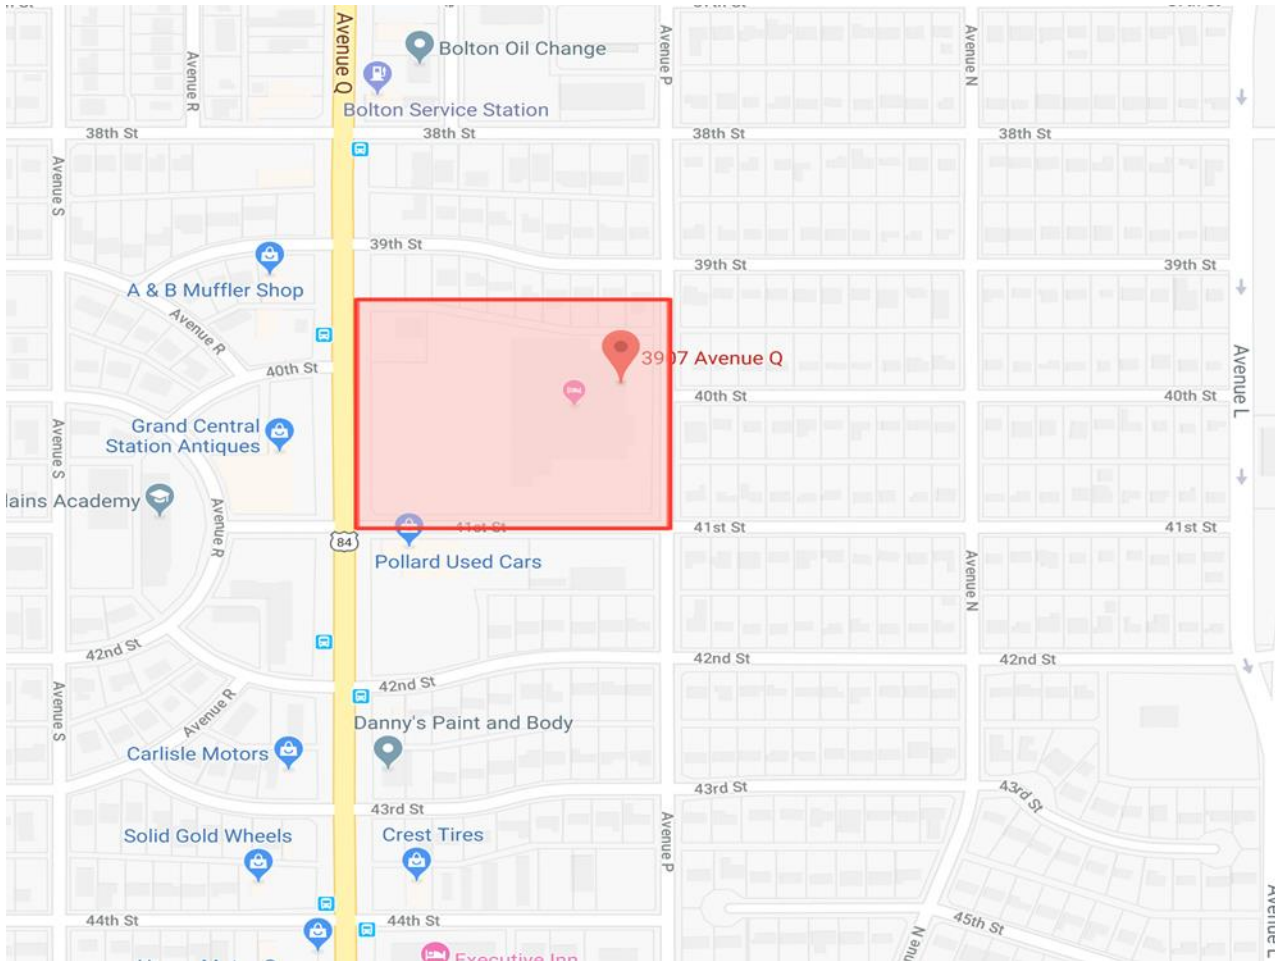 Avenue Q
Bolton Oil Change
Avenue P
Avenue N
Avenue R
Bolton Service Station
38th St
38th St
38th St
38th St
Avenue S
39th St
39th St
39th St
A & B Muffler Shop
Avenue R
3907 Avenue Q
Avenue L
40th St
40th St
40th St
Grand Central
Station Antiques
Avenue S
Academy
Avenue R
41st St
41st St
41st St
84
Pollard Used Cars
Avenue N
42nd St
42nd St
42nd St
42nd St
Avenue S
Avenue R
Danny's Paint and Body
Carlisle Motors
43rd St
43rd St
43rd St
Solid Gold Wheels
Crest Tires
Avenue P
44th St
44th St
45th St
Executive Inn